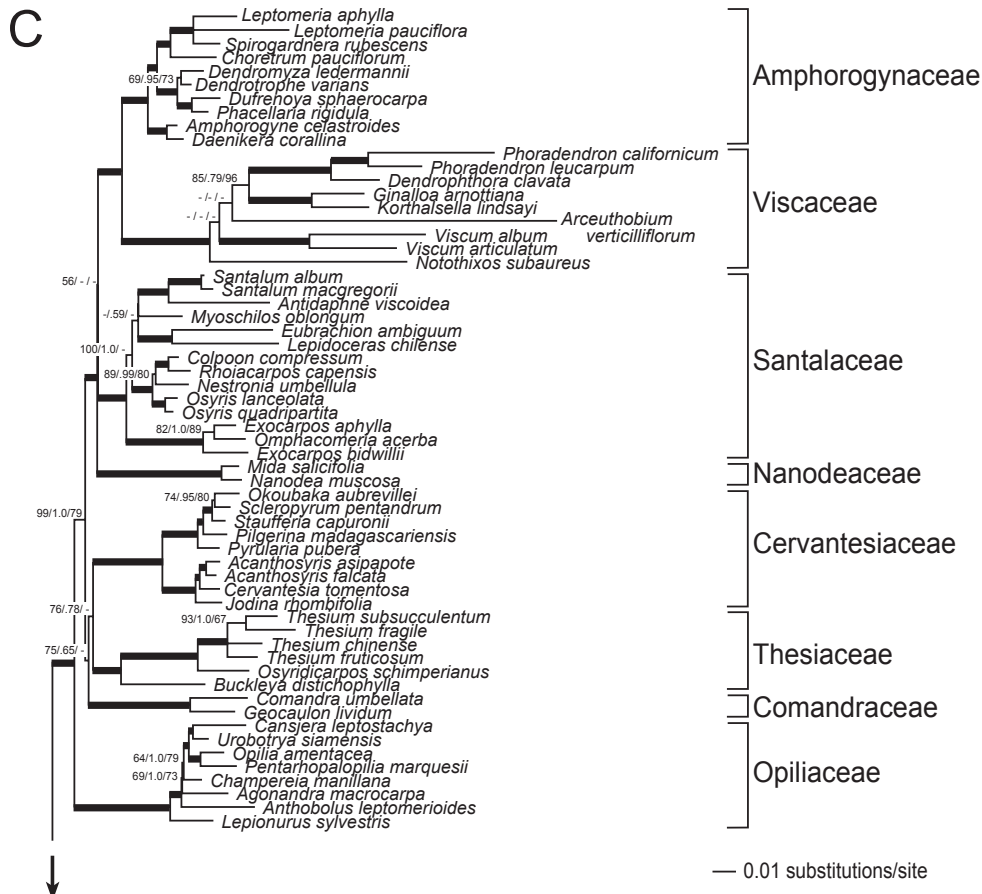 C
Leptomeria aphylla
Leptomeria pauciflora
Spirogardnera rubescens
Choretrum pauciflorum
69/.95/73
Dendromyza ledermannii
Dendrotrophe varians
Dufrenoya sphaerocarpa
Phacellaria rigidula
Amphorogyne celastroides
Daenikera corallina
Amphorogynaceae
Phoradendron californicum
Phoradendron leucarpum
85/.79/96
Dendrophthora clavata
Ginalloa arnottiana
- /- / -
Korthalsella lindsayi
- / - / -
Arceuthobium
verticilliflorum
Viscum album
Viscum articulatum
Notothixos subaureus
Viscaceae
56/ - / -
Santalum album
Santalum macgregorii
Antidaphne viscoidea
-/.59/ -
Myoschilos oblongum
Eubrachion ambiguum
Lepidoceras chilense
100/1.0/ -
Colpoon compressum
89/.99/80
Rhoiacarpos capensis
Nestronia umbellula
Osyris lanceolata
Osyris quadripartita
Exocarpos aphylla
82/1.0/89
Omphacomeria acerba
Exocarpos bidwillii
Santalaceae
Mida salicifolia
Nanodea muscosa
Nanodeaceae
74/.95/80
Okoubaka aubrevillei
Scleropyrum pentandrum
99/1.0/79
Staufferia capuronii
Pilgerina madagascariensis
Pyrularia pubera
Acanthosyris asipapote
Acanthosyris falcata
Cervantesia tomentosa
Jodina rhombifolia
Cervantesiaceae
76/.78/ -
93/1.0/67
Thesium subsucculentum
Thesium fragile
Thesium chinense
75/.65/ -
Thesium fruticosum
Osyridicarpos schimperianus
Buckleya distichophylla
Thesiaceae
Comandra umbellata
Geocaulon lividum
Comandraceae
Cansjera leptostachya
Urobotrya siamensis
64/1.0/79
Opilia amentacea
Pentarhopalopilia marquesii
69/1.0/73
Champereia manillana
Agonandra macrocarpa
Anthobolus leptomerioides
Lepionurus sylvestris
Opiliaceae
0.01 substitutions/site